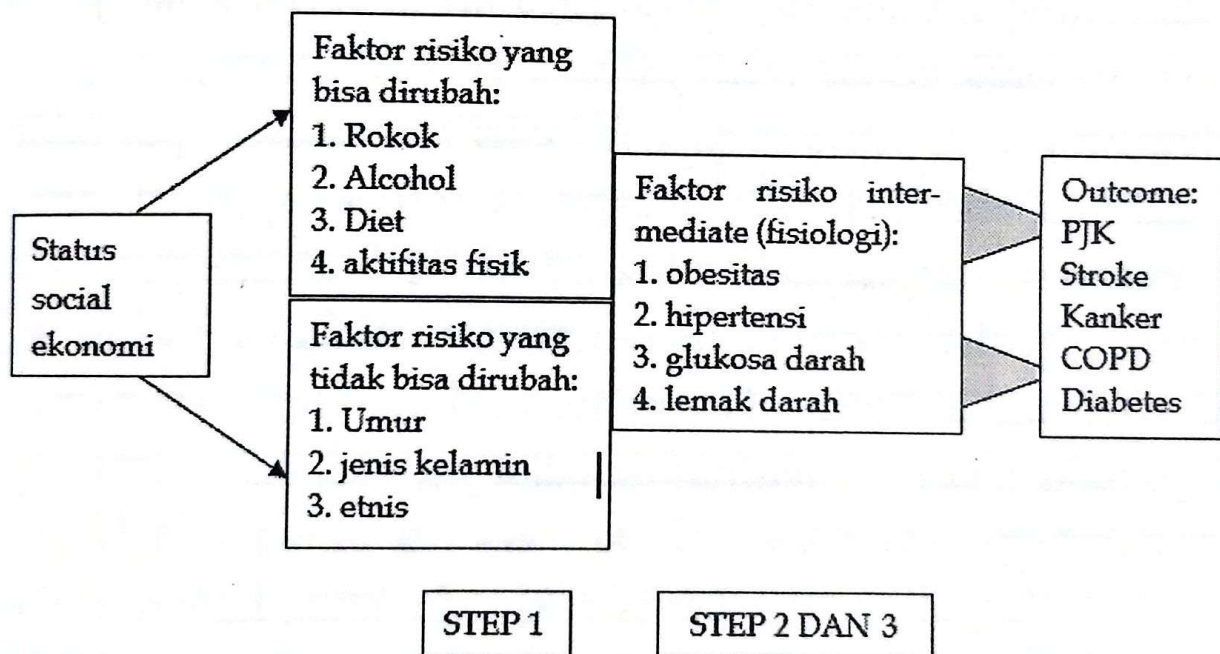 Status
social
ekonomi
Faktor risiko yang
bisa dirubah:
1. Rokok
2. Alcohol
3. Diet
4. aktifitas fisik
Faktor risiko yang
tidak bisa dirubah:
1. Umur
2. jenis kelamin
3. etnis
Faktor risiko inter-
mediate (fisiologi):
1. obesitas
2. hipertensi
3. glukosa darah
4. lemak darah
Outcome:
PJK
Stroke
Kanker
COPD
Diabetes
STEP 1
STEP 2 DAN 3